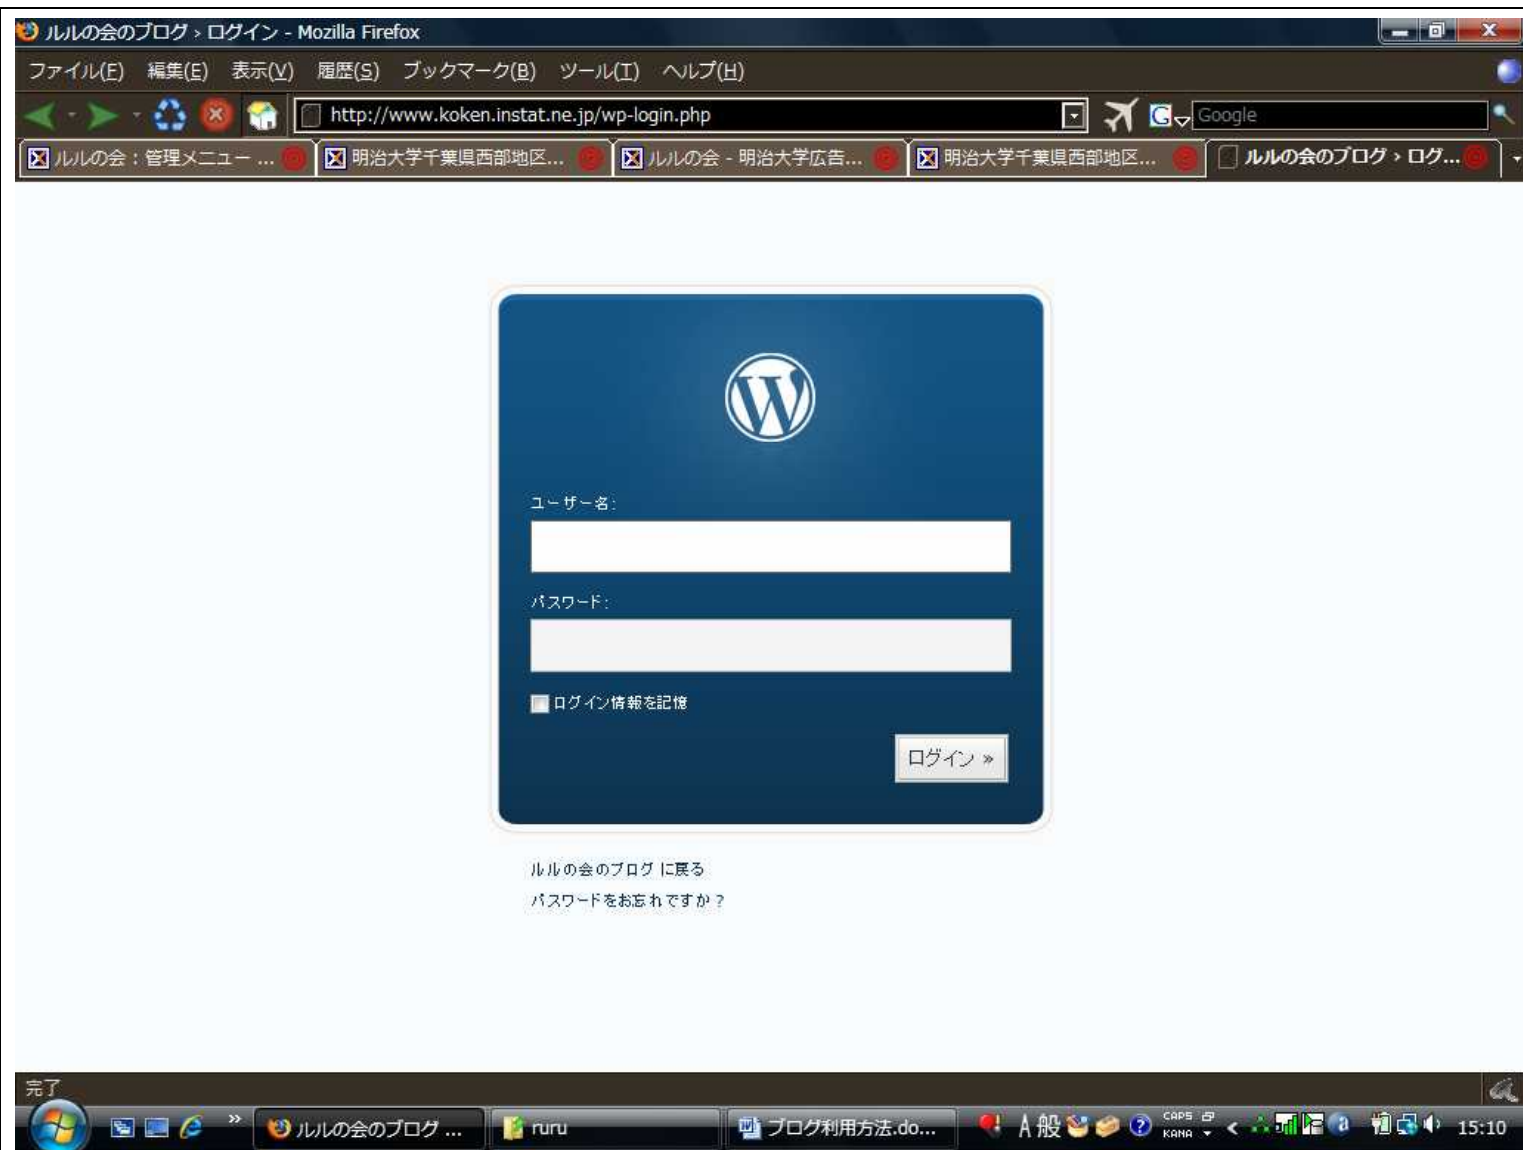 ルルの会のブログ › ログイン - Mozilla Firefox
ファイル(F) 編集(E) 表示(V) 履歴(S) ブックマーク(B) ツール(T) ヘルプ(H)
http://www.koken.instat.ne.jp/wp-login.php G Google
ルルの会：管理メニュー ... 明治大学千葉県西部地区... ルルの会 - 明治大学広告... 明治大学千葉県西部地区... ルルの会のブログ › ログ...
W
ユーザー名:
パスワード:
ログイン情報を記憶
ログイン »
ルルの会のブログ に戻る
パスワードをお忘れですか ?
完了
» ルルの会のブログ ... ruru ブログ利用方法.do... A 般 CAPS KANA 15:10